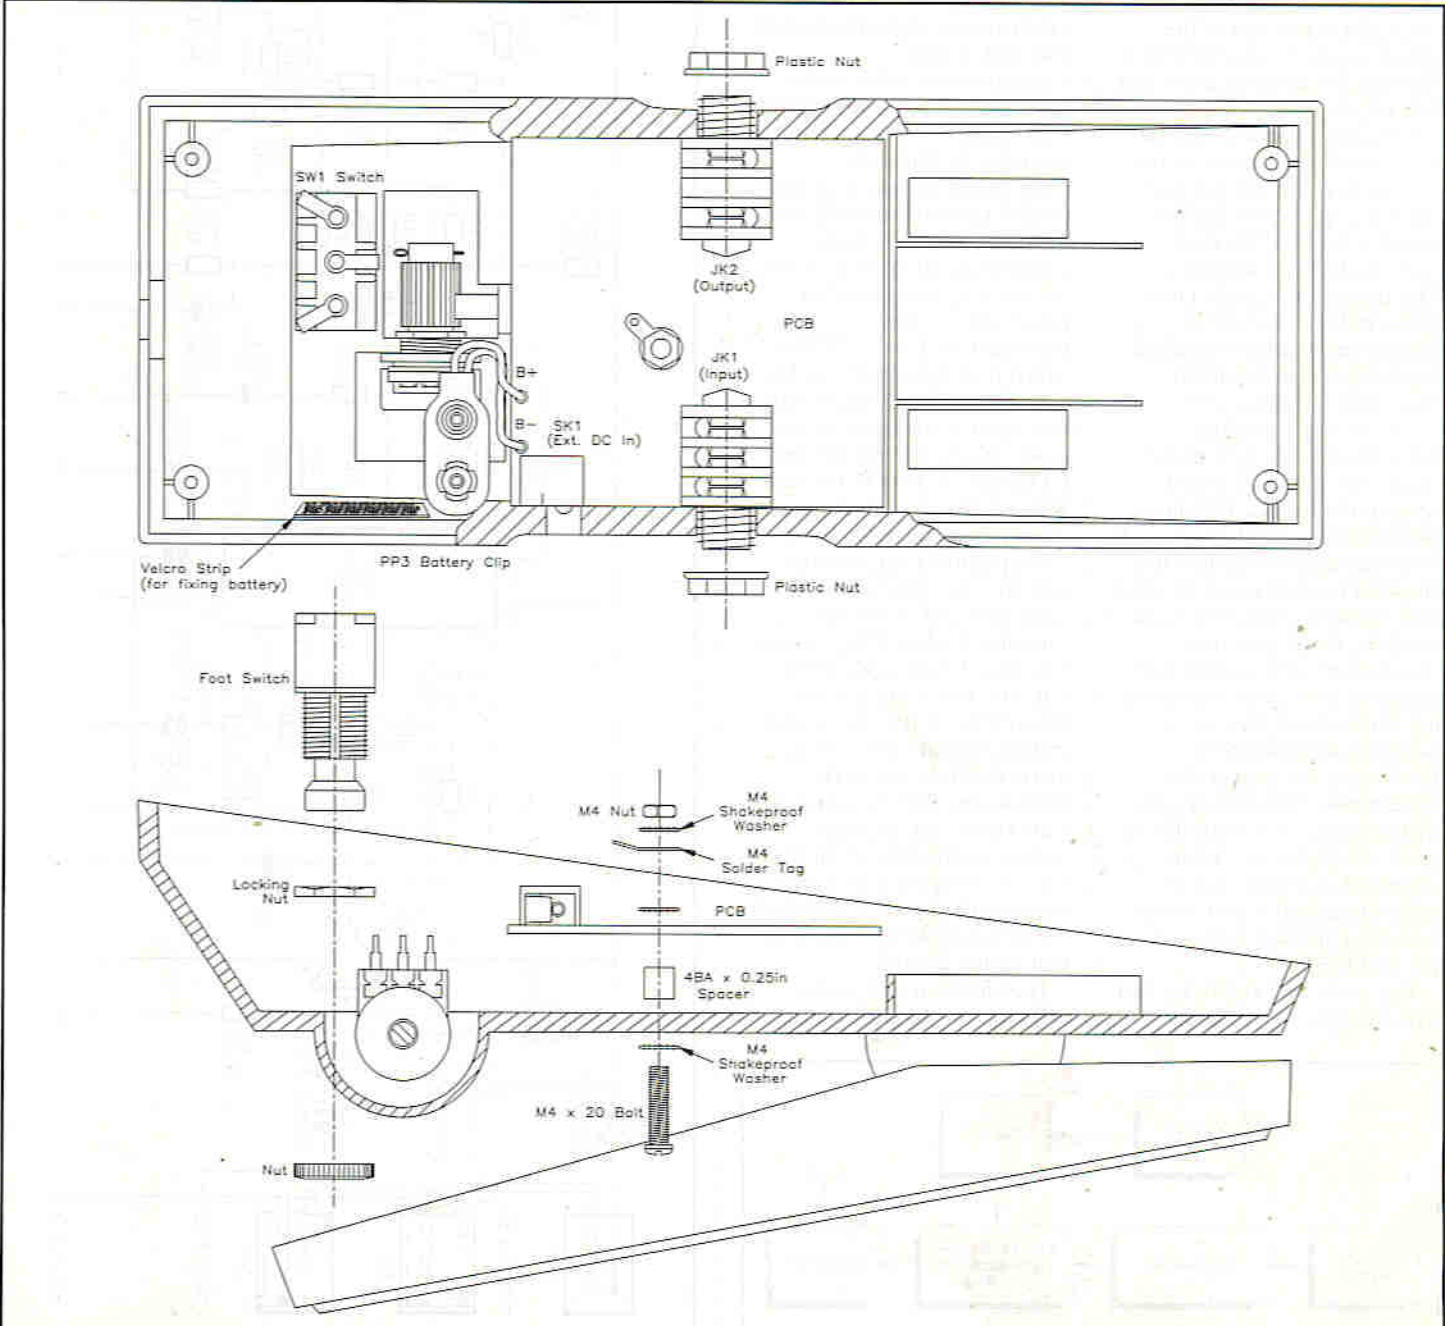 Plastic Nut
SW1 Switch
JK2
(Output)
PCB
JK1
(Input)
B+
B-
SK1
(Ext. DC In)
Velcro Strip
(for fixing battery)
PP3 Battery Clip
Plastic Nut
Foot Switch
M4 Nut
M4
Shakeproof
Washer
M4
Solder Tag
Locking
Nut
PCB
4BA x 0.25in
Spacer
M4
Shakeproof
Washer
M4 x 20 Bolt
Nut